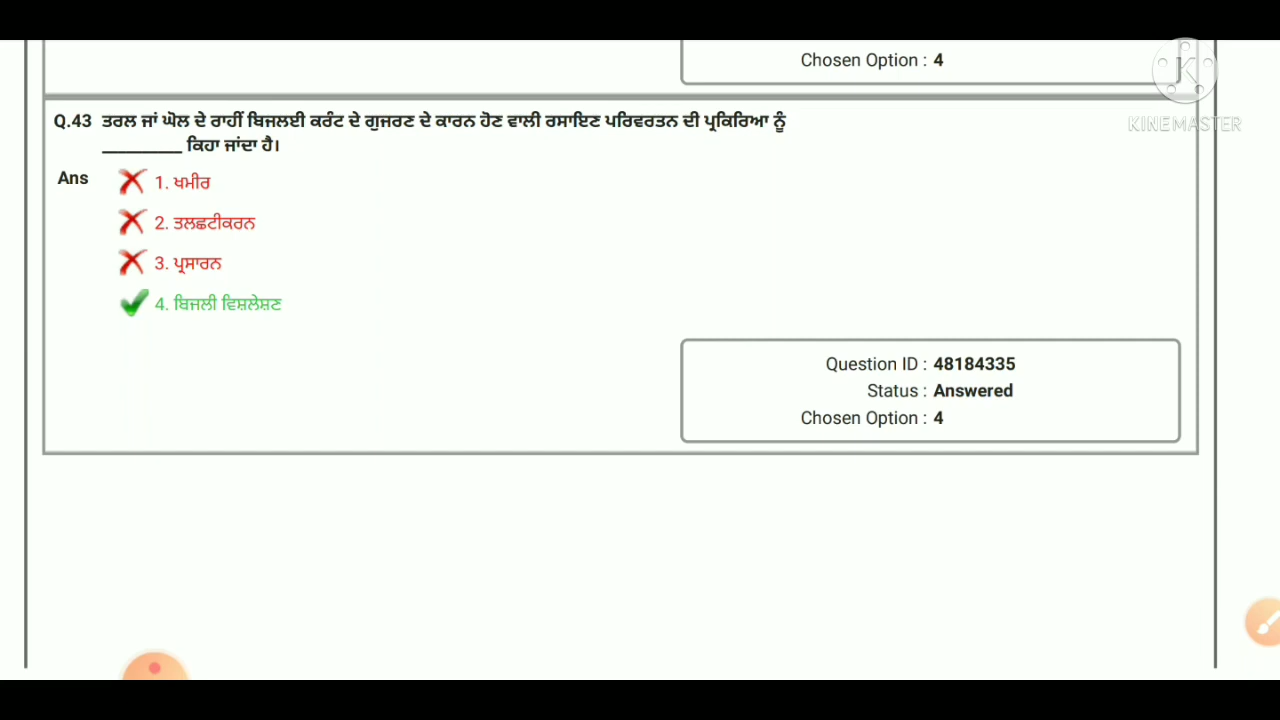 Chosen Option : 4
KINEMASTER
Q.43 ਤਰਲ ਜਾਂ ਘੋਲ ਦੇ ਰਾਹੀਂ ਬਿਜਲਈ ਕਰੰਟ ਦੇ ਗੁਜਰਣ ਦੇ ਕਾਰਨ ਹੋਣ ਵਾਲੀ ਰਸਾਇਣ ਪਰਿਵਰਤਨ ਦੀ ਪ੍ਰਕਿਰਿਆ ਨੂੰ
_________ ਕਿਹਾ ਜਾਂਦਾ ਹੈ।
Ans 1. ਖਮੀਰ
2. ਤਲਛਟੀਕਰਨ
3. ਪ੍ਰਸਾਰਨ
4. ਬਿਜਲੀ ਵਿਸ਼ਲੇਸ਼ਣ
Question ID : 48184335
Status : Answered
Chosen Option : 4